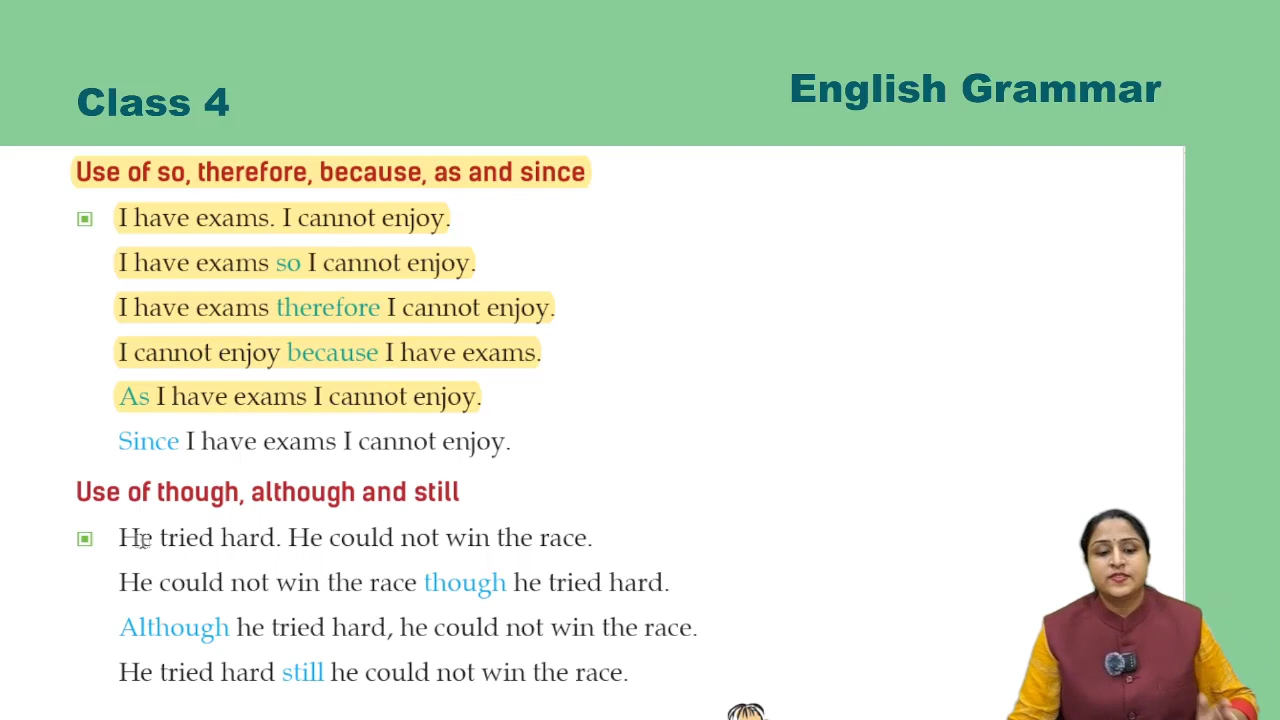 Class 4
English Grammar
Use of so, therefore, because, as and since
I have exams. I cannot enjoy.
I have exams so I cannot enjoy.
I have exams therefore I cannot enjoy.
I cannot enjoy because I have exams.
As I have exams I cannot enjoy.
Since I have exams I cannot enjoy.
Use of though, although and still
He tried hard. He could not win the race.
He could not win the race though he tried hard.
Although he tried hard, he could not win the race.
He tried hard still he could not win the race.